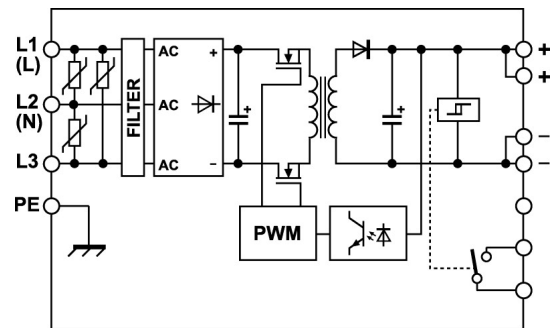 L1
(L)
L2
(N)
L3
PE
FILTER
AC
AC
AC
+
−
+
PWM
+
+
+
−
−